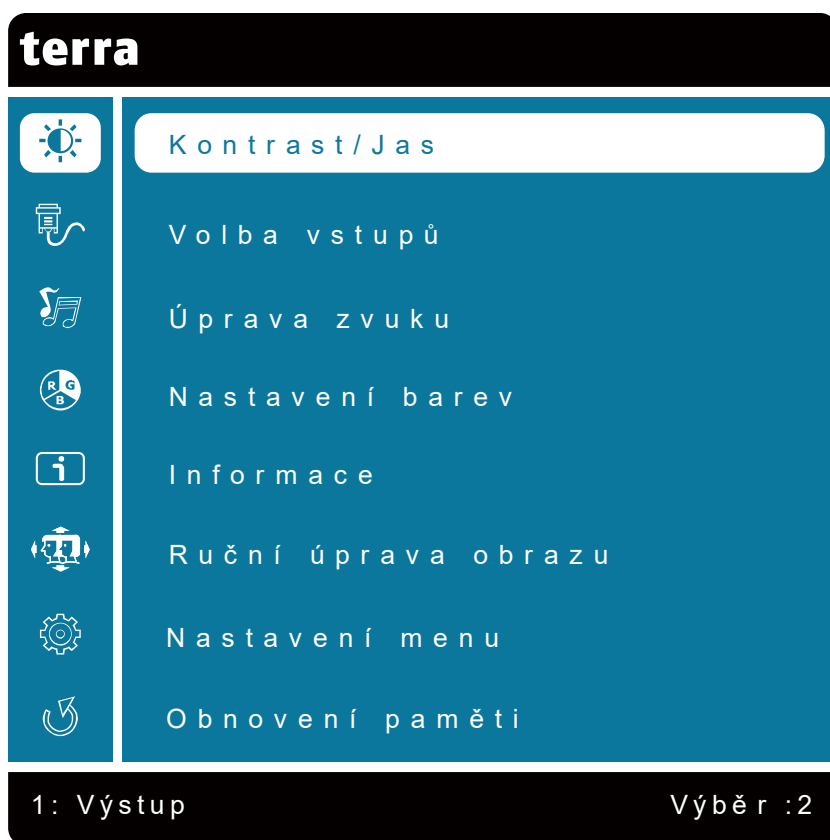 terra
Kontrast/Jas
Volba vstupů
Úprava zvuku
R G
B
Nastavení barev
i
Informace
Ruční úprava obrazu
Nastavení menu
Obnovení paměti
1: Výstup
Výběr :2